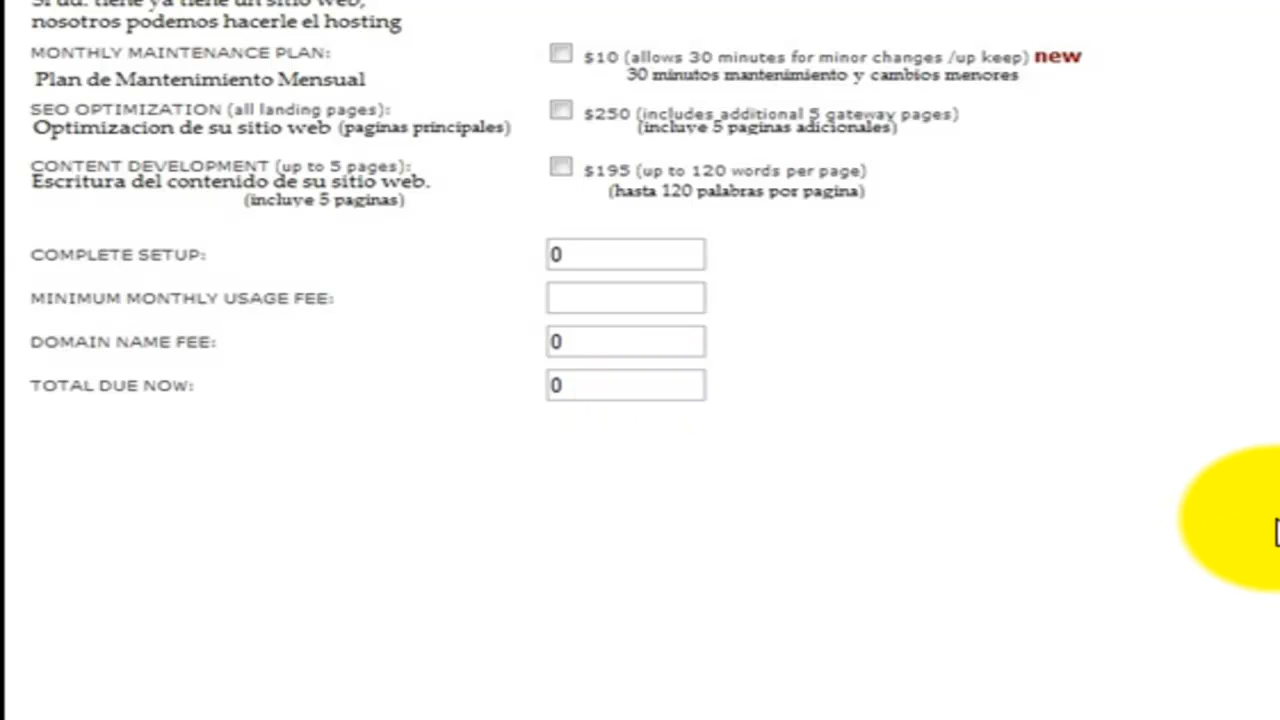 nosotros podemos hacerle el hosting
MONTHLY MAINTENANCE PLAN:
$10 (allows 30 minutes for minor changes /up keep) new
Plan de Mantenimiento Mensual
30 minutos mantenimiento y cambios menores
SEO OPTIMIZATION (all landing pages):
$250 (includes additional 5 gateway pages)
Optimizacion de su sitio web (paginas principales)
(incluye 5 paginas adicionales)
CONTENT DEVELOPMENT (up to 5 pages):
$195 (up to 120 words per page)
Escritura del contenido de su sitio web.
(hasta 120 palabras por pagina)
(incluye 5 paginas)
COMPLETE SETUP:
0
MINIMUM MONTHLY USAGE FEE:
DOMAIN NAME FEE:
0
TOTAL DUE NOW:
0